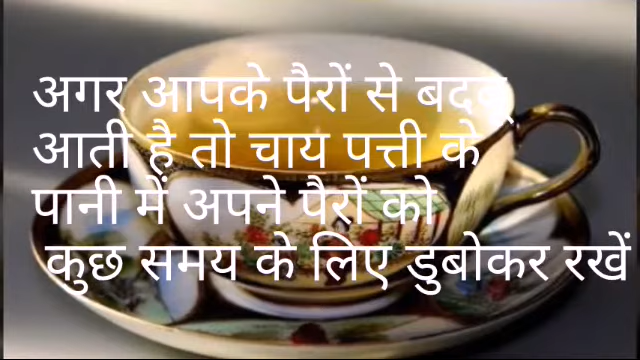 अगर आपके पैरों से बदबू
आती है तो चाय पत्ती के
पानी में अपने पैरों को
कुछ समय के लिए डुबोकर रखें